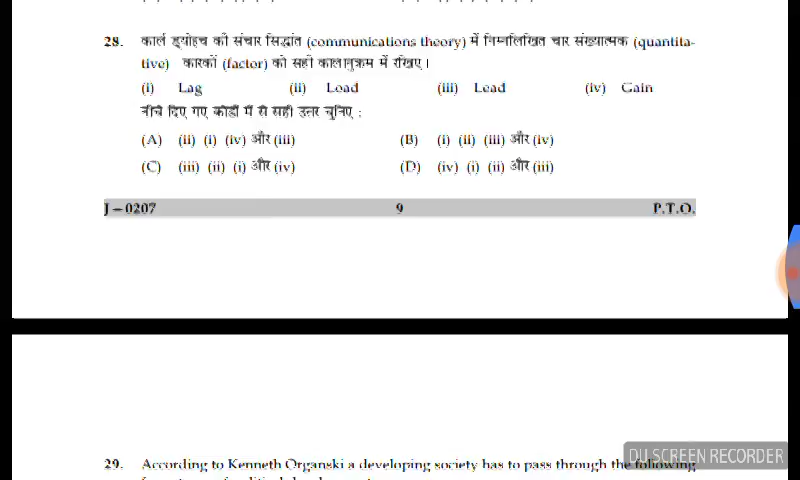 28. कार्ल ड्योइच की संचार सिद्धांत (communications theory) में निम्नलिखित चार संख्यात्मक (quantita-
tive) कारकों (factor) को सही कालानुक्रम में रखिए।
(i) Lag (ii) Load (iii) Lead (iv) Gain
नीचे दिए गए कोडों में से सही उत्तर चुनिए :
(A) (ii) (i) (iv) और (iii) (B) (i) (ii) (iii) और (iv)
(C) (iii) (ii) (i) और (iv) (D) (iv) (i) (ii) और (iii)
J – 0207 9 P.T.O.
DU SCREEN RECORDER
29. According to Kenneth Organski a developing society has to pass through the following